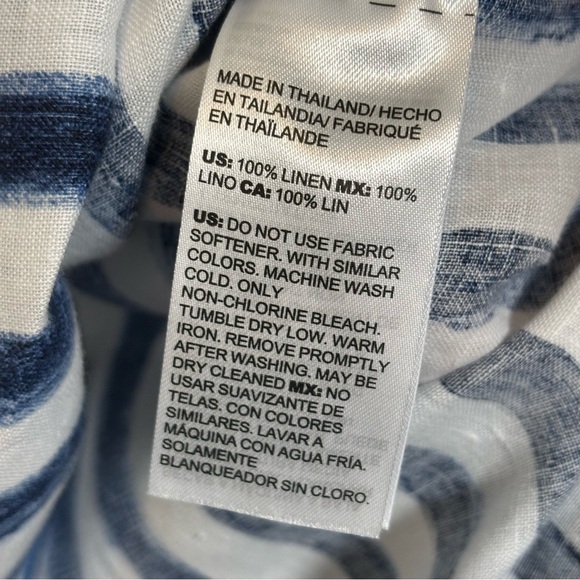 MADE IN THAILAND/ HECHO
EN TAILANDIA/ FABRIQUÉ
EN THAÏLANDE
US: 100% LINEN MX: 100%
LINO CA: 100% LIN
US: DO NOT USE FABRIC
SOFTENER. WITH SIMILAR
COLORS. MACHINE WASH
COLD. ONLY
NON-CHLORINE BLEACH.
TUMBLE DRY LOW. WARM
IRON. REMOVE PROMPTLY
AFTER WASHING. MAY BE
DRY CLEANED MX: NO
USAR SUAVIZANTE DE
TELAS. CON COLORES
SIMILARES. LAVAR A
MÁQUINA CON AGUA FRÍA.
SOLAMENTE
BLANQUEADOR SIN CLORO.